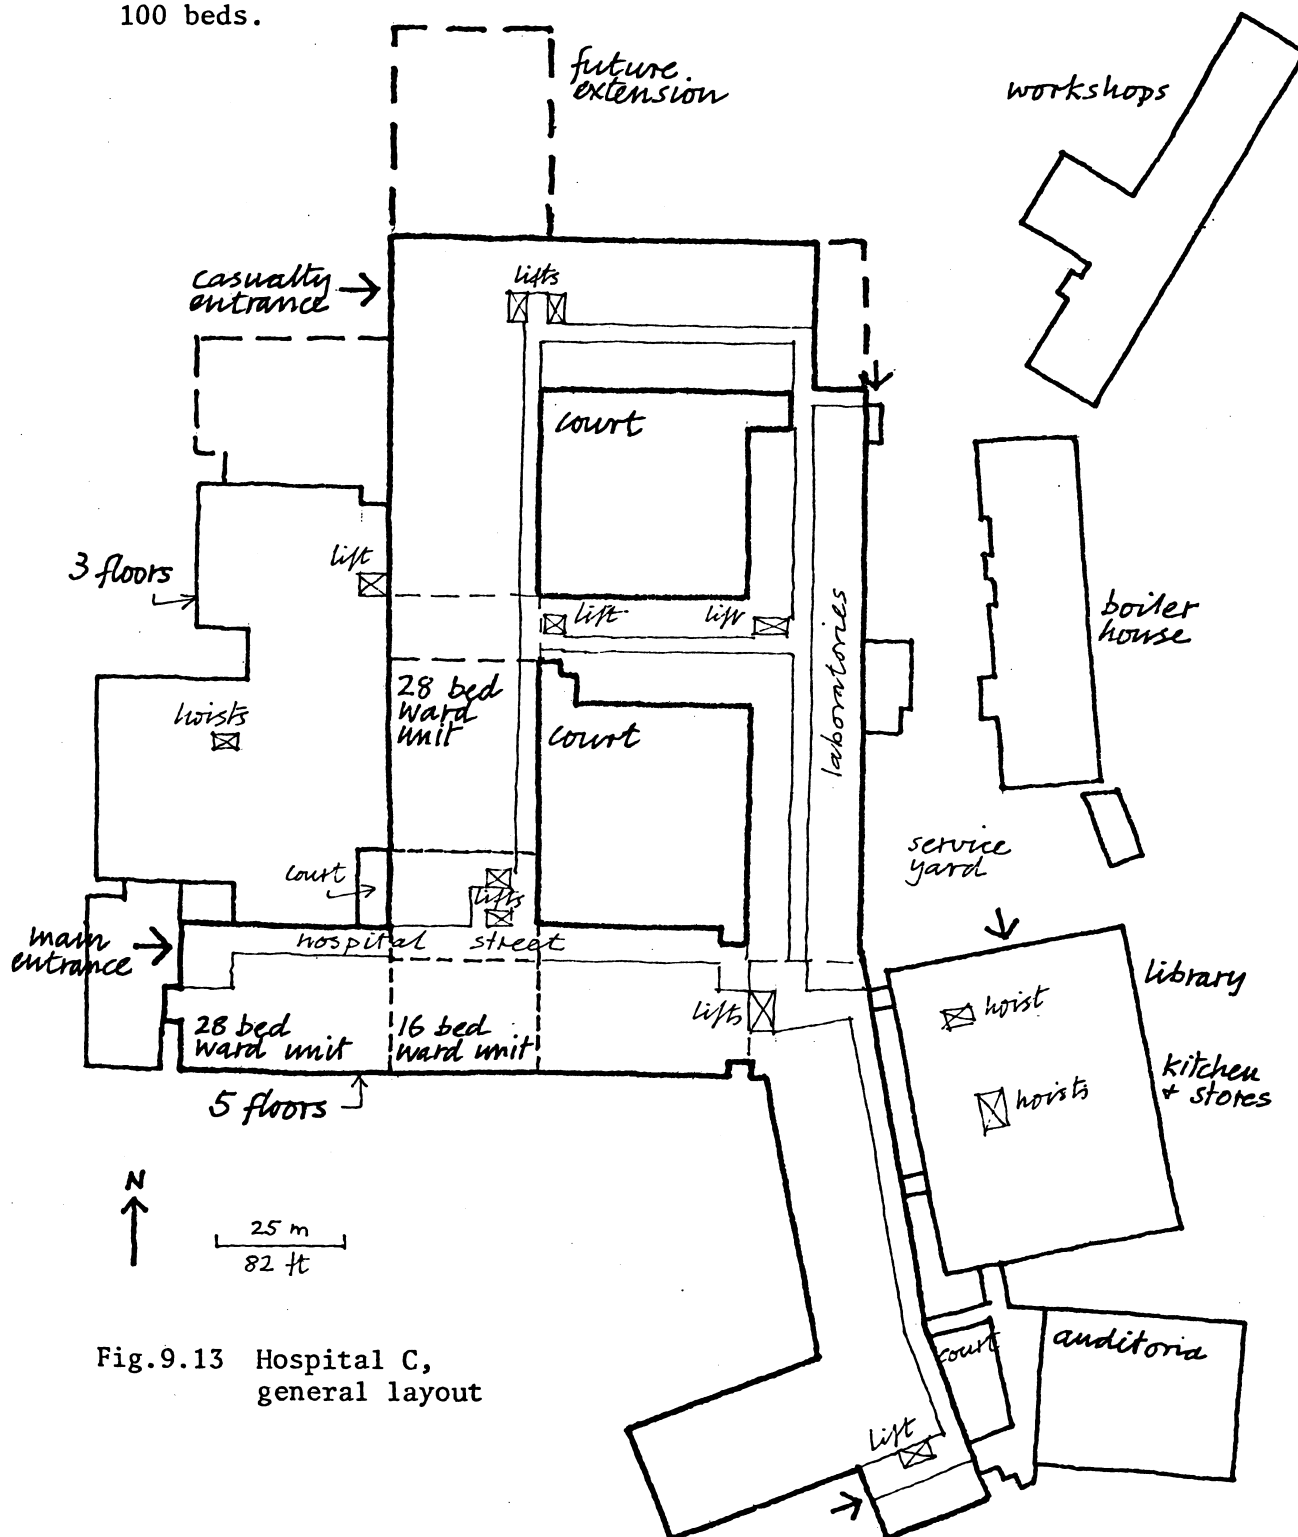 100 beds.
future
extension
workshops
casualty
entrance
lifts
court
3 floors
lift
lift
lift
boiler
house
laboratories
28 bed
ward
unit
hoists
court
service
yard
court
lifts
main
entrance
hospital street
library
lifts
hoist
28 bed
ward unit
16 bed
ward unit
kitchen
+ stores
hoists
5 floors
N
25 m
82 ft
Fig.9.13 Hospital C,
general layout
court
auditoria
lift